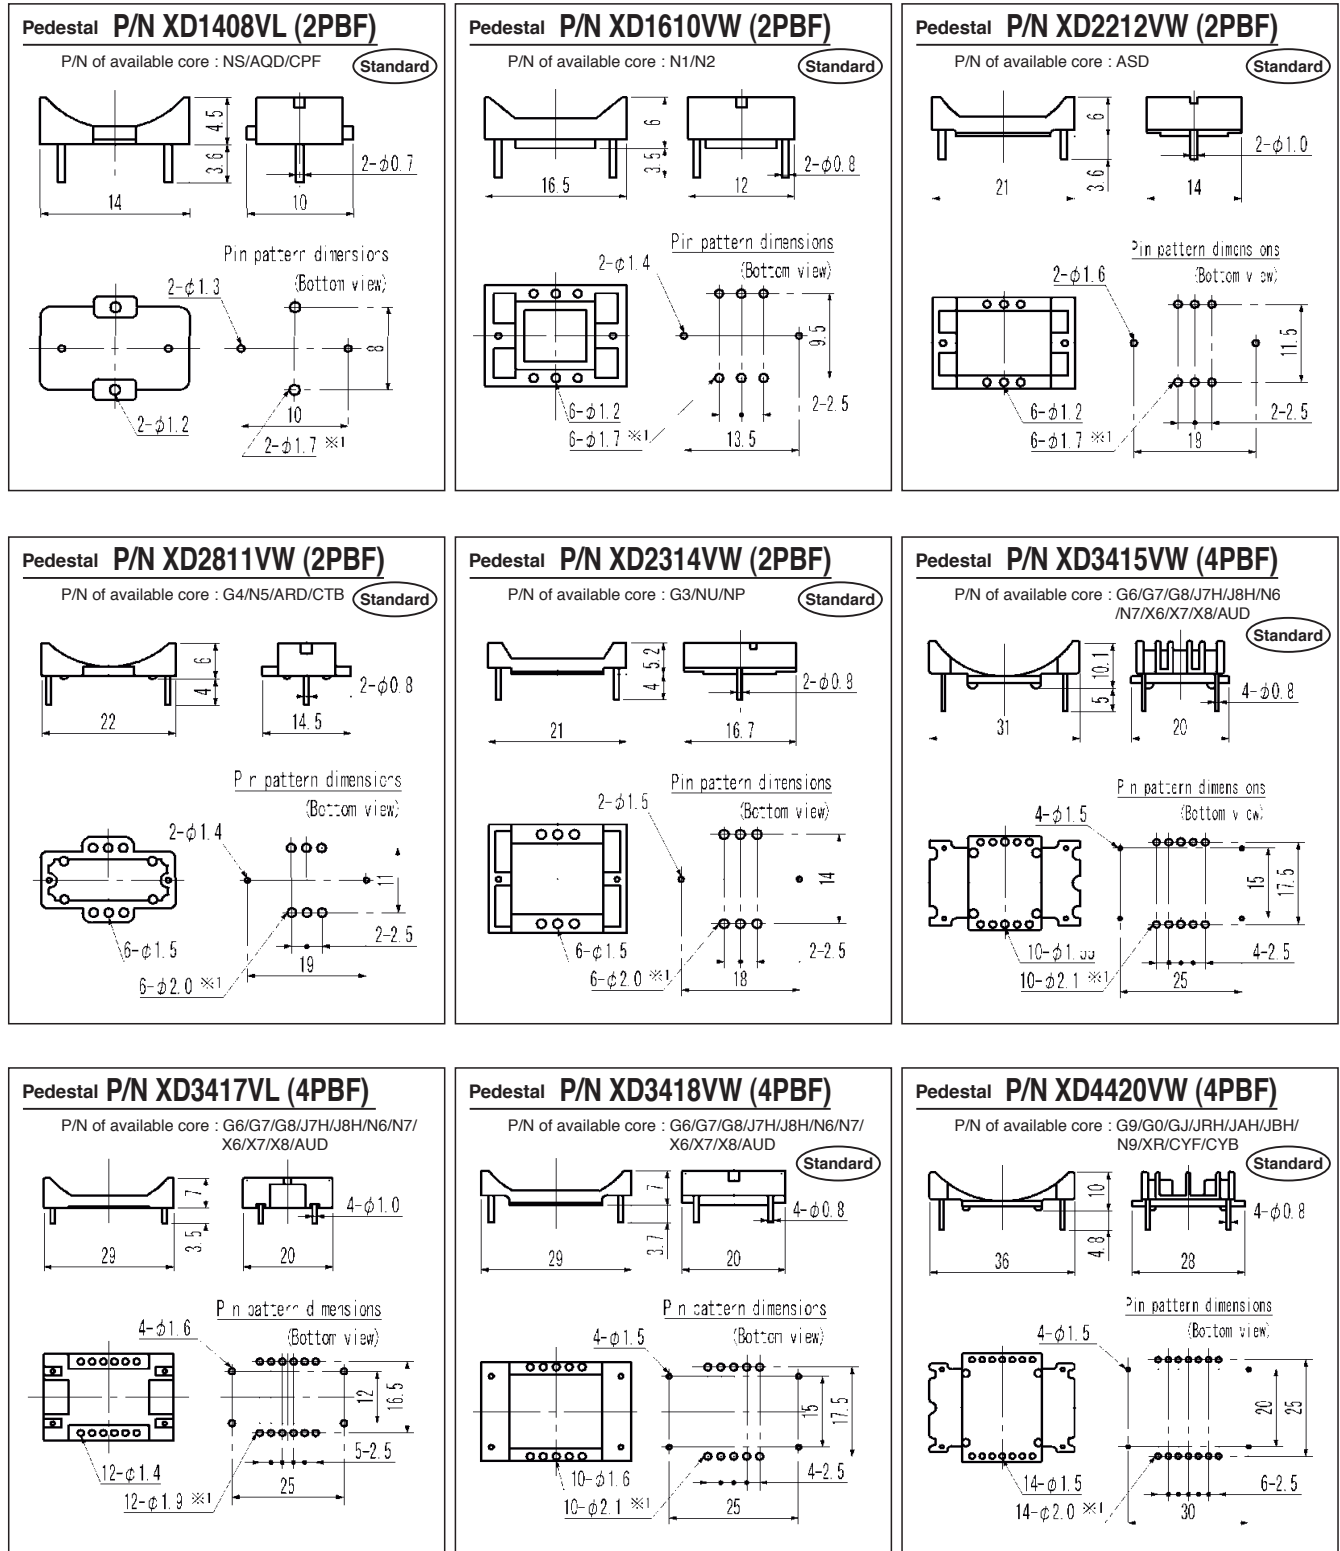 Pedestal P/N XD1408VL (2PBF)
P/N of available core : NS/AQD/CPF
Standard
4.5
3.6
2-φ0.7
14
10
Pin pattern dimensions
(Bottom view)
2-φ1.3
8
10
2-φ1.2
2-φ1.7 ※1
Pedestal P/N XD1610VW (2PBF)
P/N of available core : N1/N2
Standard
6
3.5
2-φ0.8
16.5
12
Pin pattern dimensions
(Bottom view)
2-φ1.4
9.5
6-φ1.2
2-2.5
6-φ1.7 ※1
13.5
Pedestal P/N XD2212VW (2PBF)
P/N of available core : ASD
Standard
6
3.6
2-φ1.0
21
14
Pin pattern dimens ons
(Bottom v ew)
2-φ1.6
11.5
6-φ1.2
2-2.5
6-φ1.7 ※1
18
Pedestal P/N XD2811VW (2PBF)
P/N of available core : G4/N5/ARD/CTB
Standard
6
4
2-φ0.8
22
14.5
P n pattern dimensions
(Bottom view)
2-φ1.4
11
6-φ1.5
2-2.5
19
6-φ2.0 ※1
Pedestal P/N XD2314VW (2PBF)
P/N of available core : G3/NU/NP
Standard
5.2
4
2-φ0.8
21
16.7
Pin pattern dimensions
(Bottom view)
2-φ1.5
14
6-φ1.5
2-2.5
6-φ2.0 ※1
18
Pedestal P/N XD3415VW (4PBF)
P/N of available core : G6/G7/G8/J7H/J8H/N6
/N7/X6/X7/X8/AUD
Standard
10.1
5
4-φ0.8
31
20
P n pattern dimens ons
(Bottom v ew)
4-φ1.5
15
17.5
4-2.5
10-φ2.1 ※1
25
Pedestal P/N XD3417VL (4PBF)
P/N of available core : G6/G7/G8/J7H/J8H/N6/N7/
X6/X7/X8/AUD
7
3.5
4-φ1.0
29
20
P n pattern d mensions
(Bottom view)
4-φ1.6
12
16.5
5-2.5
12-φ1.4
25
12-φ1.9 ※1
Pedestal P/N XD3418VW (4PBF)
P/N of available core : G6/G7/G8/J7H/J8H/N6/N7/
X6/X7/X8/AUD
Standard
7
3.7
4-φ0.8
29
20
P n pattern dimensions
(Bottom view)
4-φ1.5
15
17.5
10-φ1.6
4-2.5
10-φ2.1 ※1
25
Pedestal P/N XD4420VW (4PBF)
P/N of available core : G9/G0/GJ/JRH/JAH/JBH/
N9/XR/CYF/CYB
Standard
10
4.8
4-φ0.8
36
28
Pin pattern dimensions
(Bottom view)
4-φ1.5
20
25
14-φ1.5
6-2.5
14-φ2.0 ※1
30